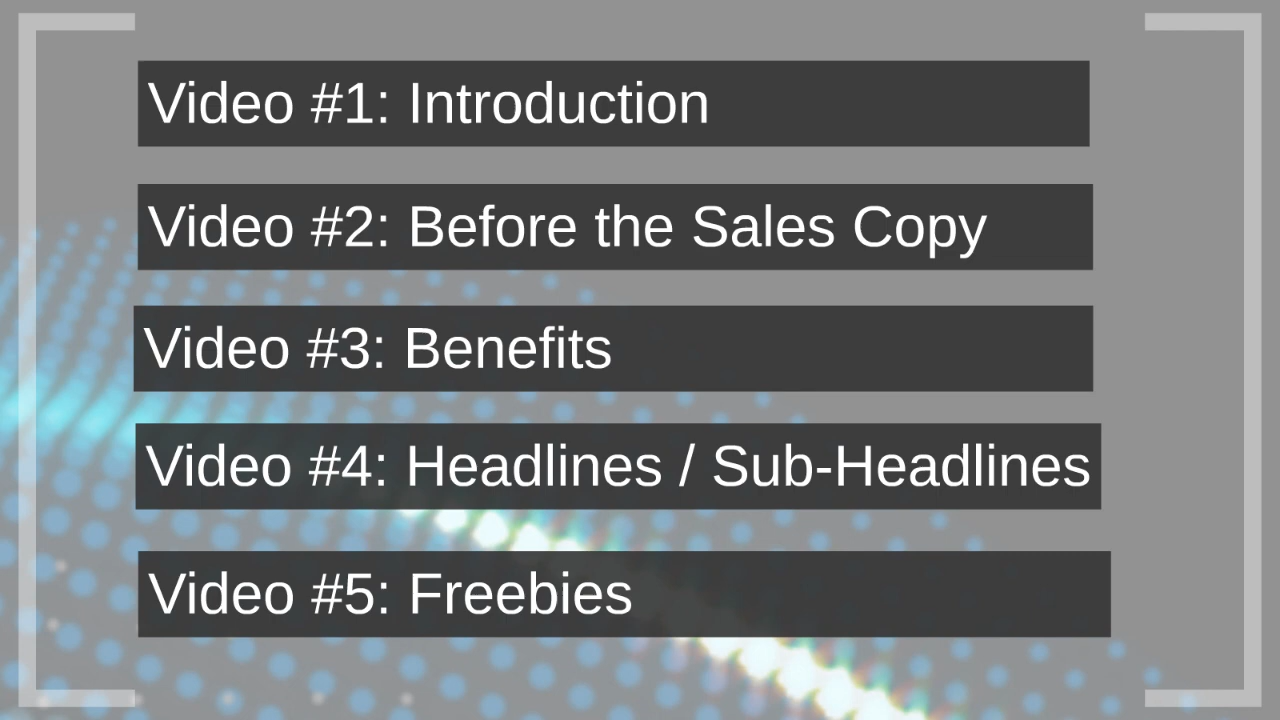 Video #1: Introduction
Video #2: Before the Sales Copy
Video #3: Benefits
Video #4: Headlines / Sub-Headlines
Video #5: Freebies